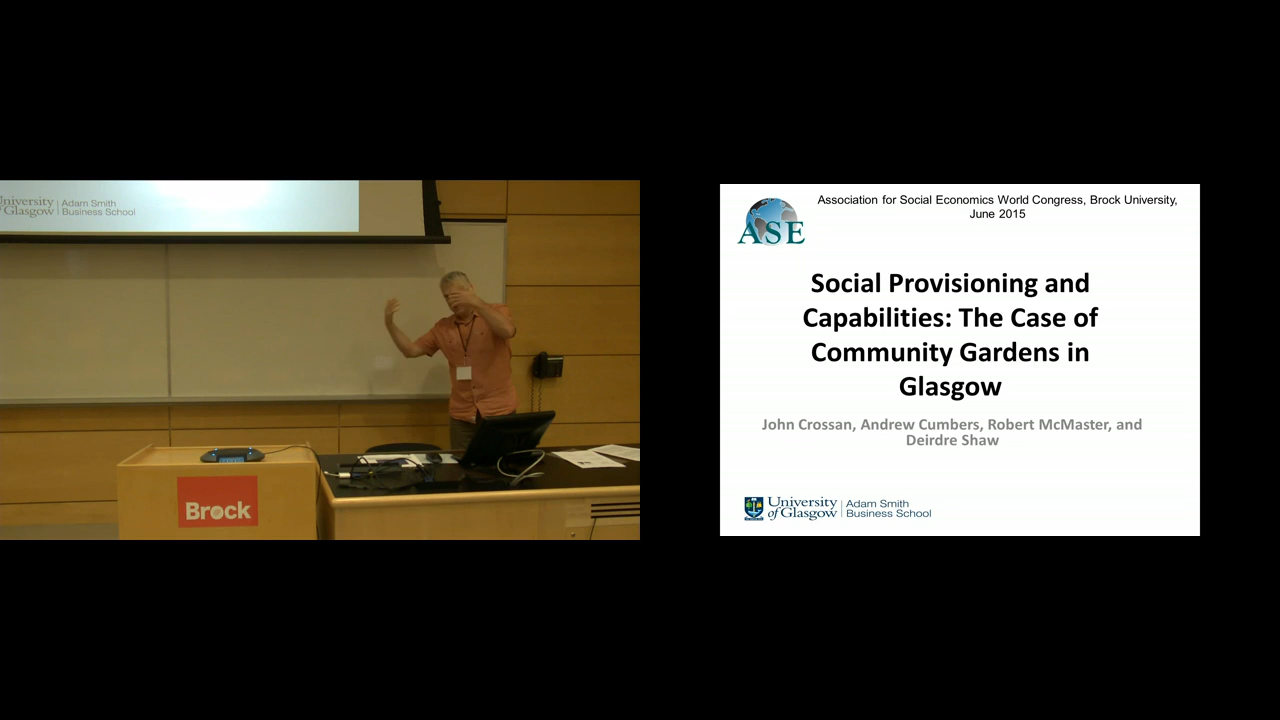 University
of Glasgow
Adam Smith
Business School
Brock
Association for Social Economics World Congress, Brock University,
June 2015
ASE
Social Provisioning and
Capabilities: The Case of
Community Gardens in
Glasgow
John Crossan, Andrew Cumbers, Robert McMaster, and
Deirdre Shaw
University
of Glasgow
Adam Smith
Business School